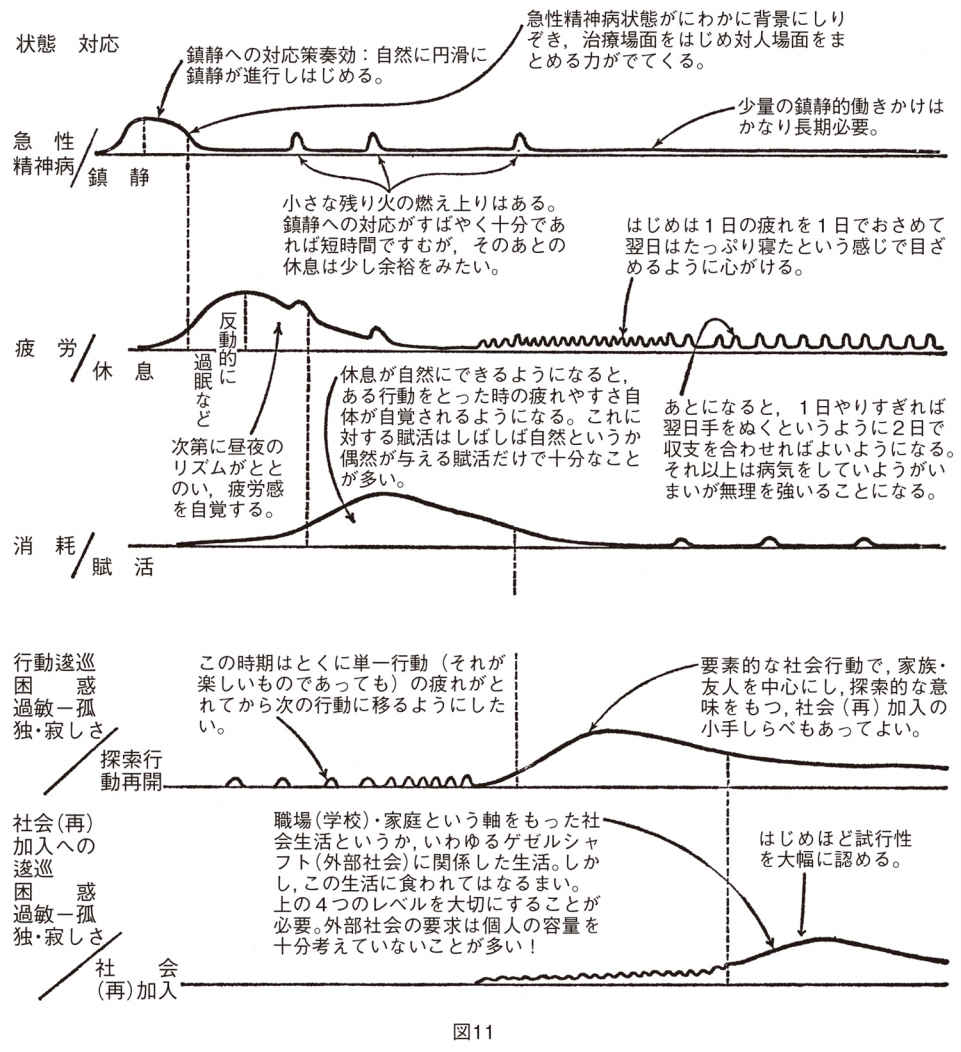 状態 対応
鎮静への対応策奏効：自然に円滑に
鎮静が進行しはじめる。
急性精神病状態がにわかに背景にしり
ぞき，治療場面をはじめ対人場面をま
とめる力がでてくる。
少量の鎮静的働きかけは
かなり長期必要。
急 性
精神病
鎮 静
小さな残り火の燃え上りはある。
鎮静への対応がすばやく十分であ
れば短時間ですむが，そのあとの
休息は少し余裕をみたい。
はじめは１日の疲れを１日でおさめて
翌日はたっぷり寝たという感じで目ざ
めるように心がける。
疲 労
休 息
反動的に
過眠など
次第に昼夜の
リズムがとと
のい，疲労感
を自覚する。
休息が自然にできるようになると，
ある行動をとった時の疲れやすさ自
体が自覚されるようになる。これに
対する賦活はしばしば自然というか
偶然が与える賦活だけで十分なこと
が多い。
あとになると，１日やりすぎれば
翌日手をぬくというように２日で
収支を合わせればよいようになる。
それ以上は病気をしていようがい
まいが無理を強いることになる。
消 耗
賦 活
行動逡巡
困 惑
過敏－孤
独・寂しさ
探索行
動再開
この時期はとくに単一行動（それが
楽しいものであっても）の疲れがと
れてから次の行動に移るようにした
い。
要素的な社会行動で，家族・
友人を中心にし，探索的な意
味をもつ，社会（再）加入の
小手しらべもあってよい。
社会(再)
加入への
逡巡
困 惑
過敏－孤
独・寂しさ
社 会
(再)加入
職場(学校)・家庭という軸をもった社
会生活というか，いわゆるゲゼルシャ
フト(外部社会)に関係した生活。しか
し，この生活に食われてはなるまい。
上の４つのレベルを大切にすることが
必要。外部社会の要求は個人の容量を
十分考えていないことが多い！
はじめほど試行性
を大幅に認める。
図11